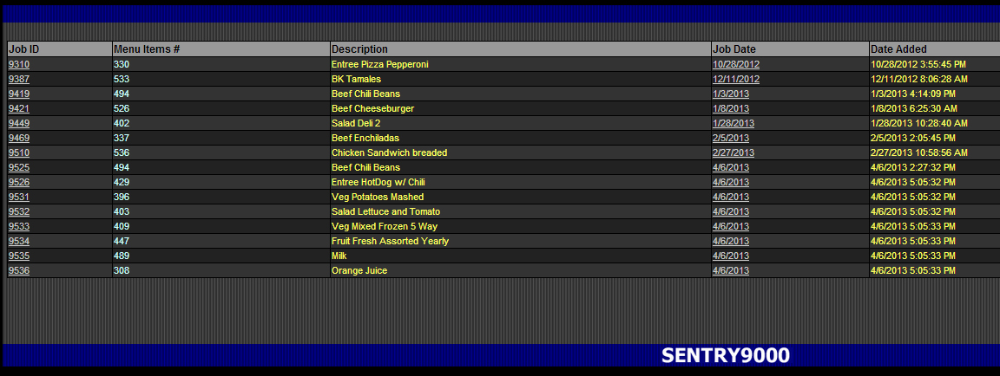 Job ID Menu Items # Description Job Date Date Added
9310 330 Entree Pizza Pepperoni 10/28/2012 10/28/2012 3:55:45 PM
9387 533 BK Tamales 12/11/2012 12/11/2012 8:06:28 AM
9419 494 Beef Chili Beans 1/3/2013 1/3/2013 4:14:09 PM
9421 526 Beef Cheeseburger 1/8/2013 1/8/2013 6:25:30 AM
9449 402 Salad Deli 2 1/28/2013 1/28/2013 10:28:40 AM
9469 337 Beef Enchiladas 2/5/2013 2/5/2013 2:05:45 PM
9510 536 Chicken Sandwich breaded 2/27/2013 2/27/2013 10:58:56 AM
9525 494 Beef Chili Beans 4/6/2013 4/6/2013 2:27:32 PM
9526 429 Entree HotDog w/ Chili 4/6/2013 4/6/2013 5:05:32 PM
9531 396 Veg Potatoes Mashed 4/6/2013 4/6/2013 5:05:32 PM
9532 403 Salad Lettuce and Tomato 4/6/2013 4/6/2013 5:05:32 PM
9533 409 Veg Mixed Frozen 5 Way 4/6/2013 4/6/2013 5:05:33 PM
9534 447 Fruit Fresh Assorted Yearly 4/6/2013 4/6/2013 5:05:33 PM
9535 489 Milk 4/6/2013 4/6/2013 5:05:33 PM
9536 308 Orange Juice 4/6/2013 4/6/2013 5:05:33 PM
SENTRY9000